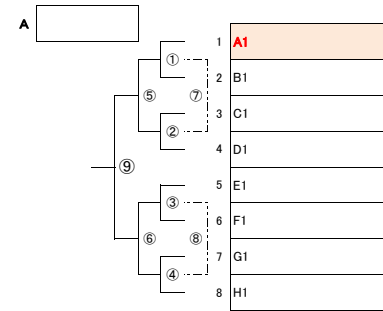 A
1 A1
①
2 B1
⑤ ⑦
3 C1
②
4 D1
⑨
5 E1
③
6 F1
⑥ ⑧
7 G1
④
8 H1